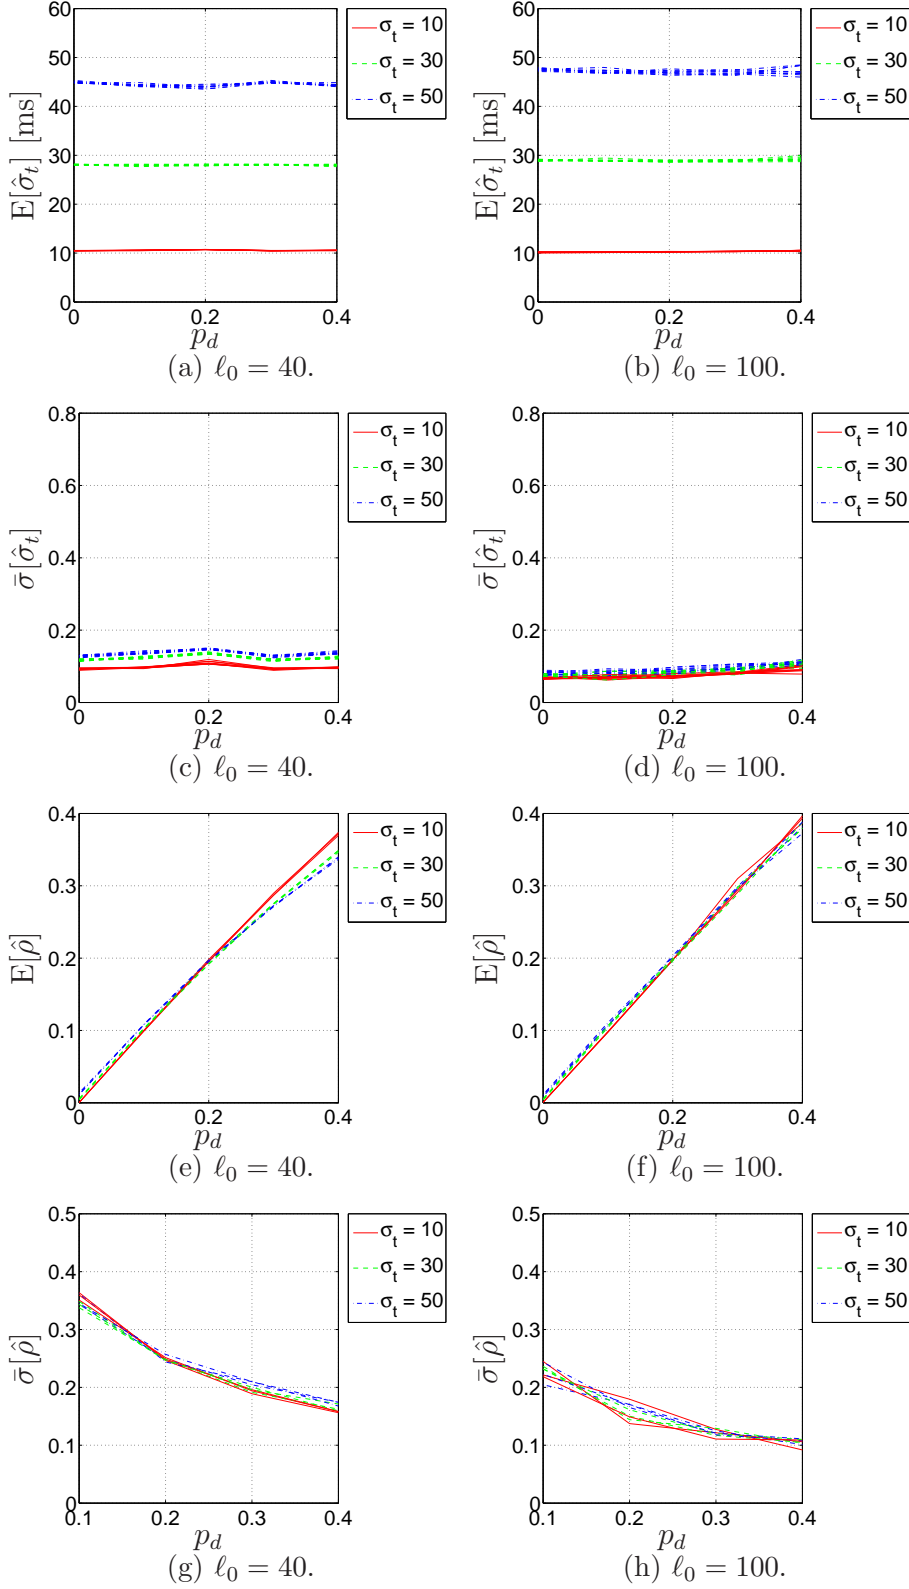 60
50
40
30
20
10
0
E[σ̂_t] [ms]
0 0.2 0.4
p_d
σ_t = 10
σ_t = 30
σ_t = 50
(a) ℓ_0 = 40.
60
50
40
30
20
10
0
E[σ̂_t] [ms]
0 0.2 0.4
p_d
σ_t = 10
σ_t = 30
σ_t = 50
(b) ℓ_0 = 100.
0.8
0.6
0.4
0.2
0
σ̄[σ̂_t]
0 0.2 0.4
p_d
σ_t = 10
σ_t = 30
σ_t = 50
(c) ℓ_0 = 40.
0.8
0.6
0.4
0.2
0
σ̄[σ̂_t]
0 0.2 0.4
p_d
σ_t = 10
σ_t = 30
σ_t = 50
(d) ℓ_0 = 100.
0.4
0.3
0.2
0.1
0
E[ρ̂]
0 0.2 0.4
p_d
σ_t = 10
σ_t = 30
σ_t = 50
(e) ℓ_0 = 40.
0.4
0.3
0.2
0.1
0
E[ρ̂]
0 0.2 0.4
p_d
σ_t = 10
σ_t = 30
σ_t = 50
(f) ℓ_0 = 100.
0.5
0.4
0.3
0.2
0.1
0
σ̄[ρ̂]
0.1 0.2 0.3 0.4
p_d
σ_t = 10
σ_t = 30
σ_t = 50
(g) ℓ_0 = 40.
0.5
0.4
0.3
0.2
0.1
0
σ̄[ρ̂]
0.1 0.2 0.3 0.4
p_d
σ_t = 10
σ_t = 30
σ_t = 50
(h) ℓ_0 = 100.